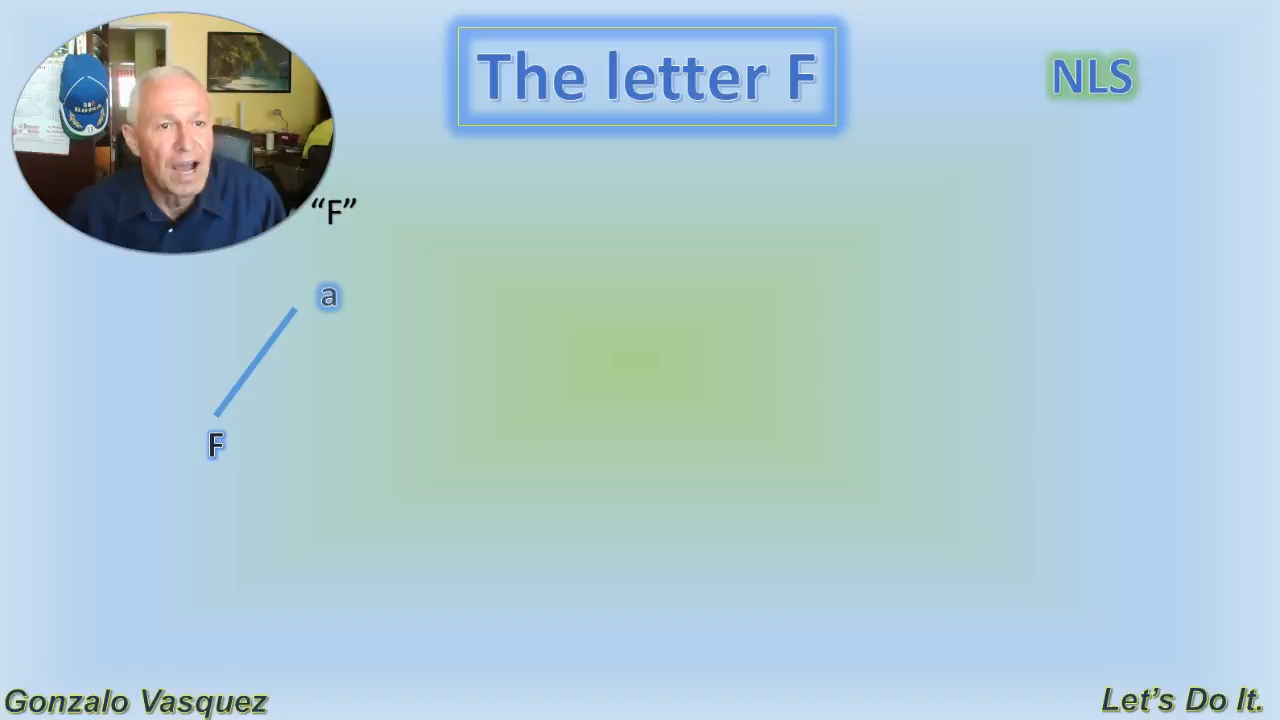 The letter F
NLS
“F”
a
F
Gonzalo Vasquez
Let’s Do It.